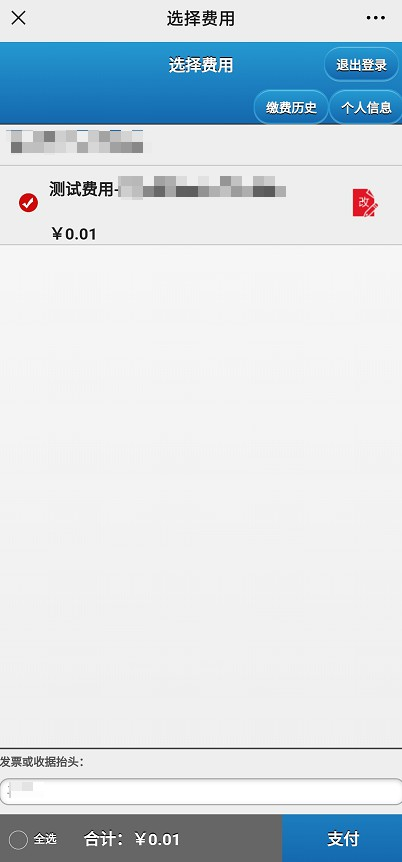 选择费用
选择费用
退出登录
缴费历史
个人信息
测试费用-
改
￥0.01
发票或收据抬头：
全选
合计：￥0.01
支付